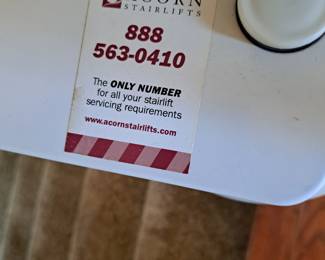 ACORN
STAIRLIFTS
888
563-0410
The ONLY NUMBER
for all your stairlift
servicing requirements
www.acornstairlifts.com